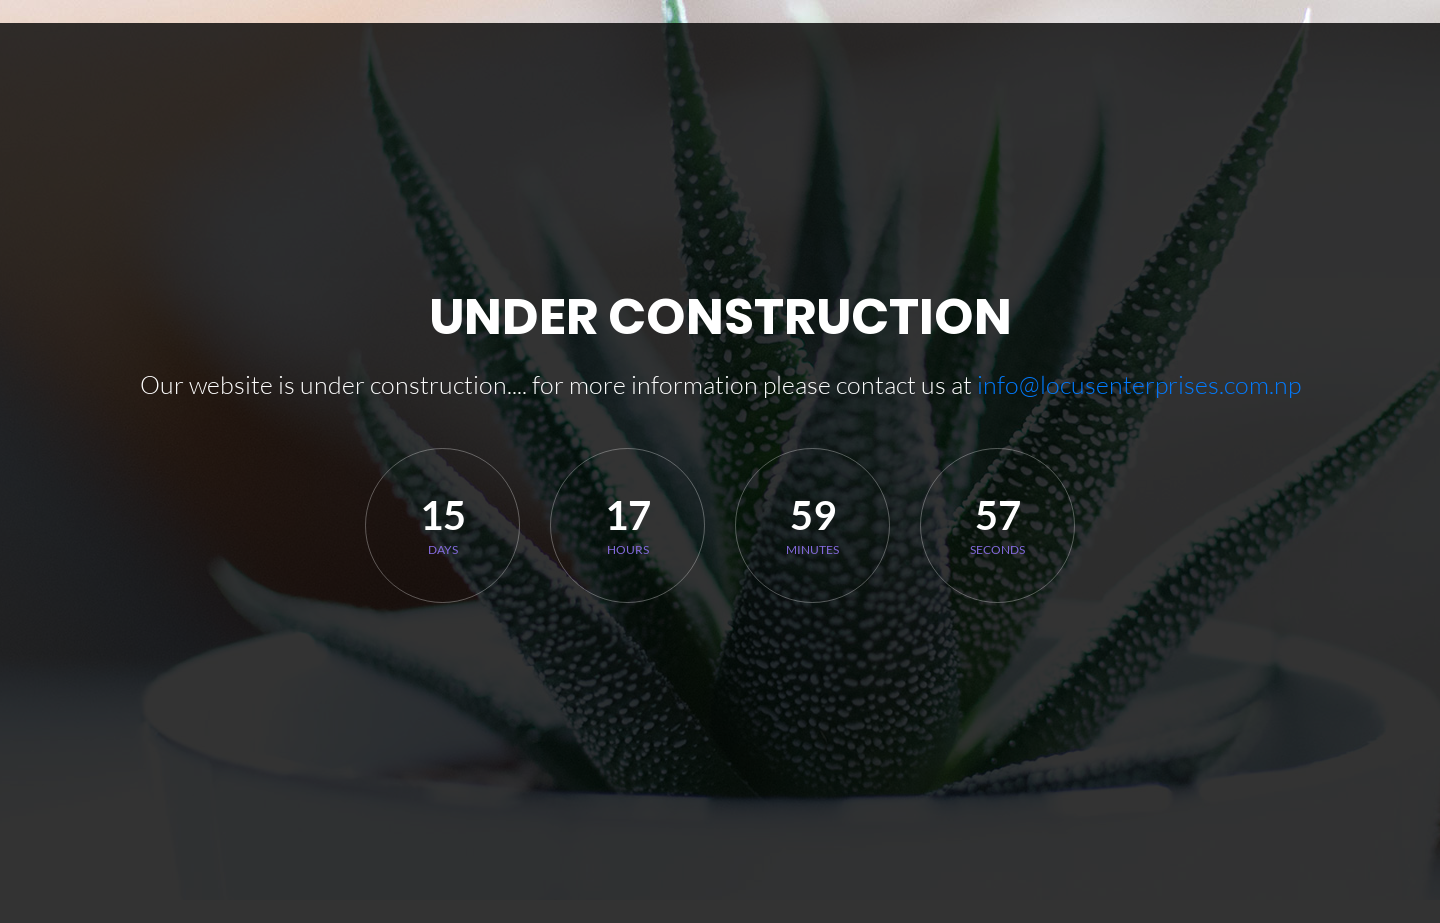 UNDER CONSTRUCTION
Our website is under construction.... for more information please contact us at info@locusenterprises.com.np
15 17 59 57
DAYS HOURS MINUTES SECONDS